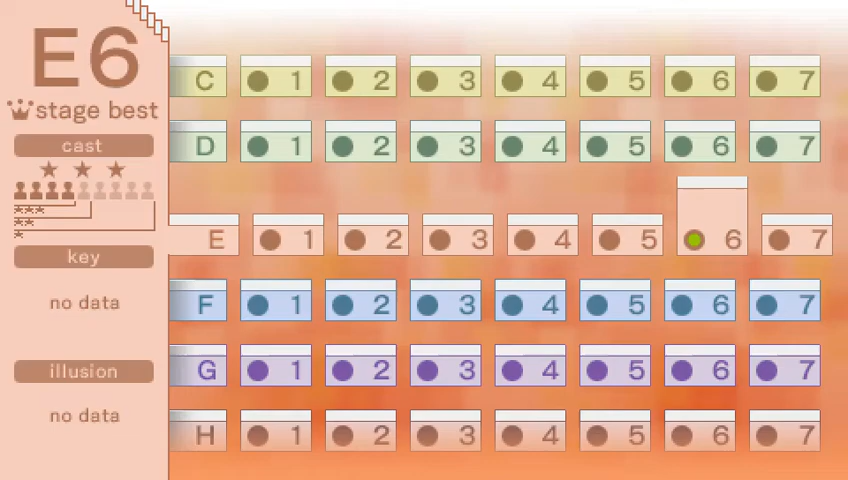 E6
stage best
cast
★ ★ ★
***
**
*
key
no data
illusion
no data
C 1 2 3 4 5 6 7
D 1 2 3 4 5 6 7
E 1 2 3 4 5 6 7
F 1 2 3 4 5 6 7
G 1 2 3 4 5 6 7
H 1 2 3 4 5 6 7